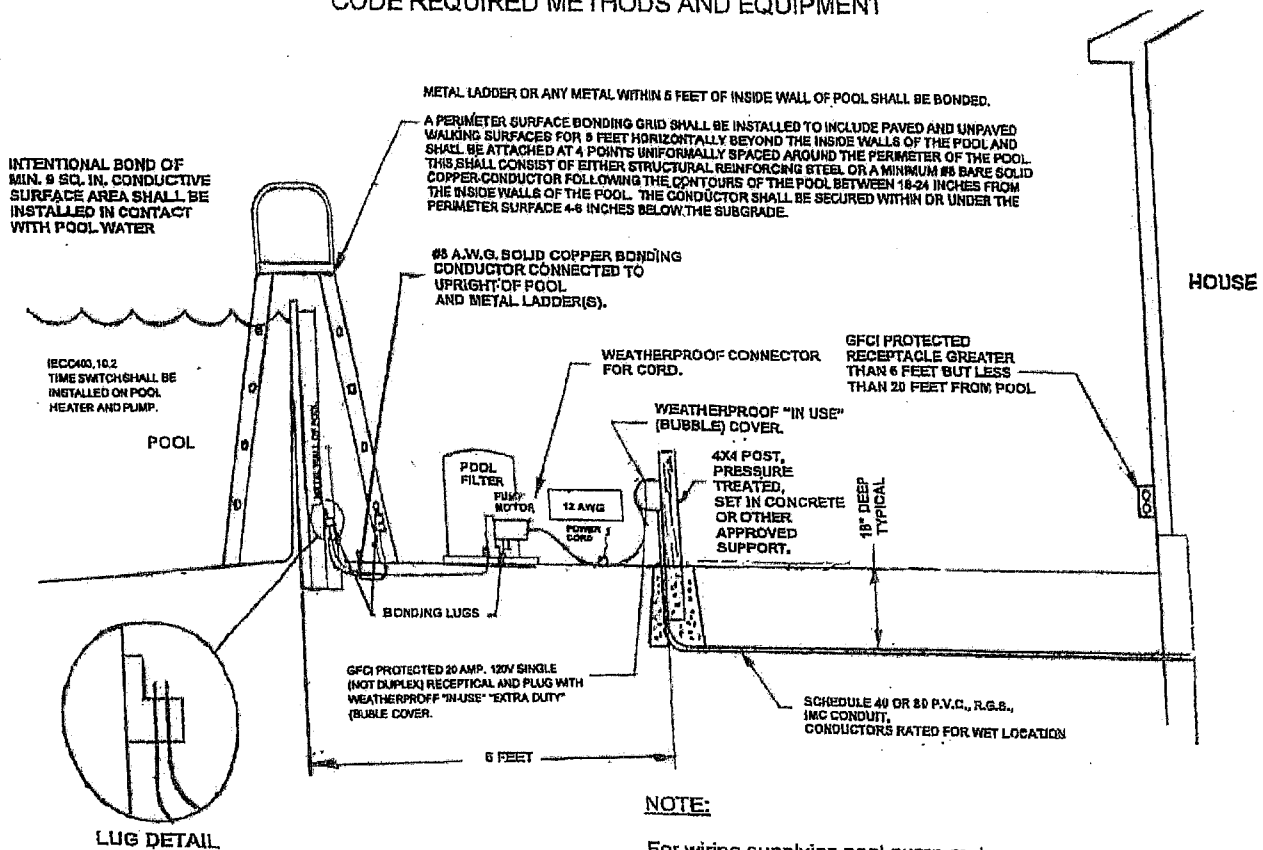 CODE REQUIRED METHODS AND EQUIPMENT
METAL LADDER OR ANY METAL WITHIN 5 FEET OF INSIDE WALL OF POOL SHALL BE BONDED.
A PERIMETER SURFACE BONDING GRID SHALL BE INSTALLED TO INCLUDE PAVED AND UNPAVED
WALKING SURFACES FOR 3 FEET HORIZONTALLY BEYOND THE INSIDE WALLS OF THE POOL AND
SHALL BE ATTACHED AT 4 POINTS UNIFORMALLY SPACED AROUND THE PERIMETER OF THE POOL.
THIS SHALL CONSIST OF EITHER STRUCTURAL REINFORCING STEEL OR A MINIMUM #8 BARE SOLID
COPPER CONDUCTOR FOLLOWING THE CONTOURS OF THE POOL BETWEEN 18-24 INCHES FROM
THE INSIDE WALLS OF THE POOL. THE CONDUCTOR SHALL BE SECURED WITHIN OR UNDER THE
PERIMETER SURFACE 4-6 INCHES BELOW THE SUBGRADE.
INTENTIONAL BOND OF
MIN. 9 SQ. IN. CONDUCTIVE
SURFACE AREA SHALL BE
INSTALLED IN CONTACT
WITH POOL WATER
#8 A.W.G. SOLID COPPER BONDING
CONDUCTOR CONNECTED TO
UPRIGHT OF POOL
AND METAL LADDER(S).
HOUSE
IECC403.10.2
TIME SWITCH SHALL BE
INSTALLED ON POOL
HEATER AND PUMP.
POOL
METAL WALL OF POOL
WEATHERPROOF CONNECTOR
FOR CORD.
GFCI PROTECTED
RECEPTACLE GREATER
THAN 6 FEET BUT LESS
THAN 20 FEET FROM POOL
WEATHERPROOF "IN USE"
(BUBBLE) COVER.
POOL
FILTER
PUMP
MOTOR
12 AWG
POWER
CORD
4X4 POST,
PRESSURE
TREATED,
SET IN CONCRETE
OR OTHER
APPROVED
SUPPORT.
18" DEEP
TYPICAL
BONDING LUGS
GFCI PROTECTED 20 AMP. 120V SINGLE
(NOT DUPLEX) RECEPTICAL AND PLUG WITH
WEATHERPROFF "IN-USE" "EXTRA DUTY"
(BUBLE COVER.
SCHEDULE 40 OR 80 P.V.C., R.G.S.,
IMC CONDUIT,
CONDUCTORS RATED FOR WET LOCATION
6 FEET
LUG DETAIL
NOTE:
For wiring supplying pool pump